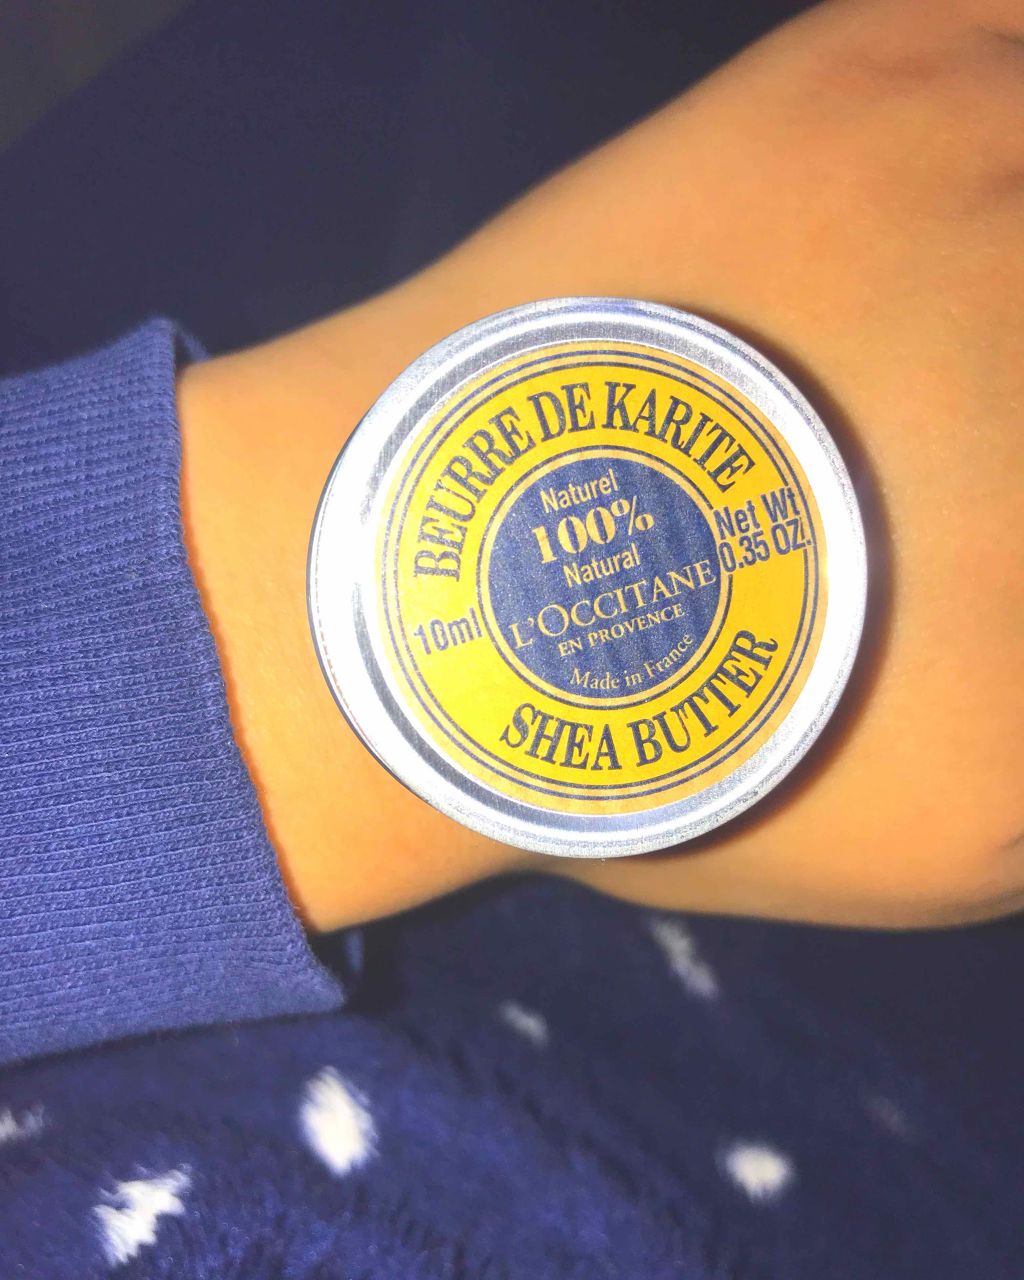 BEURRE DE KARITE
Naturel
100%
Natural
L'OCCITANE
EN PROVENCE
Made in France
10ml
Net Wt
0.35 OZ.
SHEA BUTTER